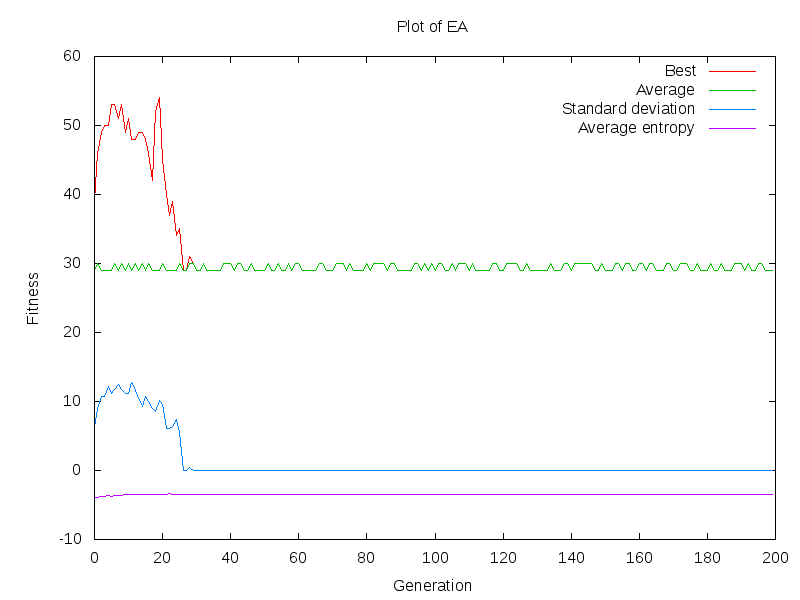 Plot of EA
Best
Average
Standard deviation
Average entropy
Fitness
60
50
40
30
20
10
0
-10
0 20 40 60 80 100 120 140 160 180 200
Generation